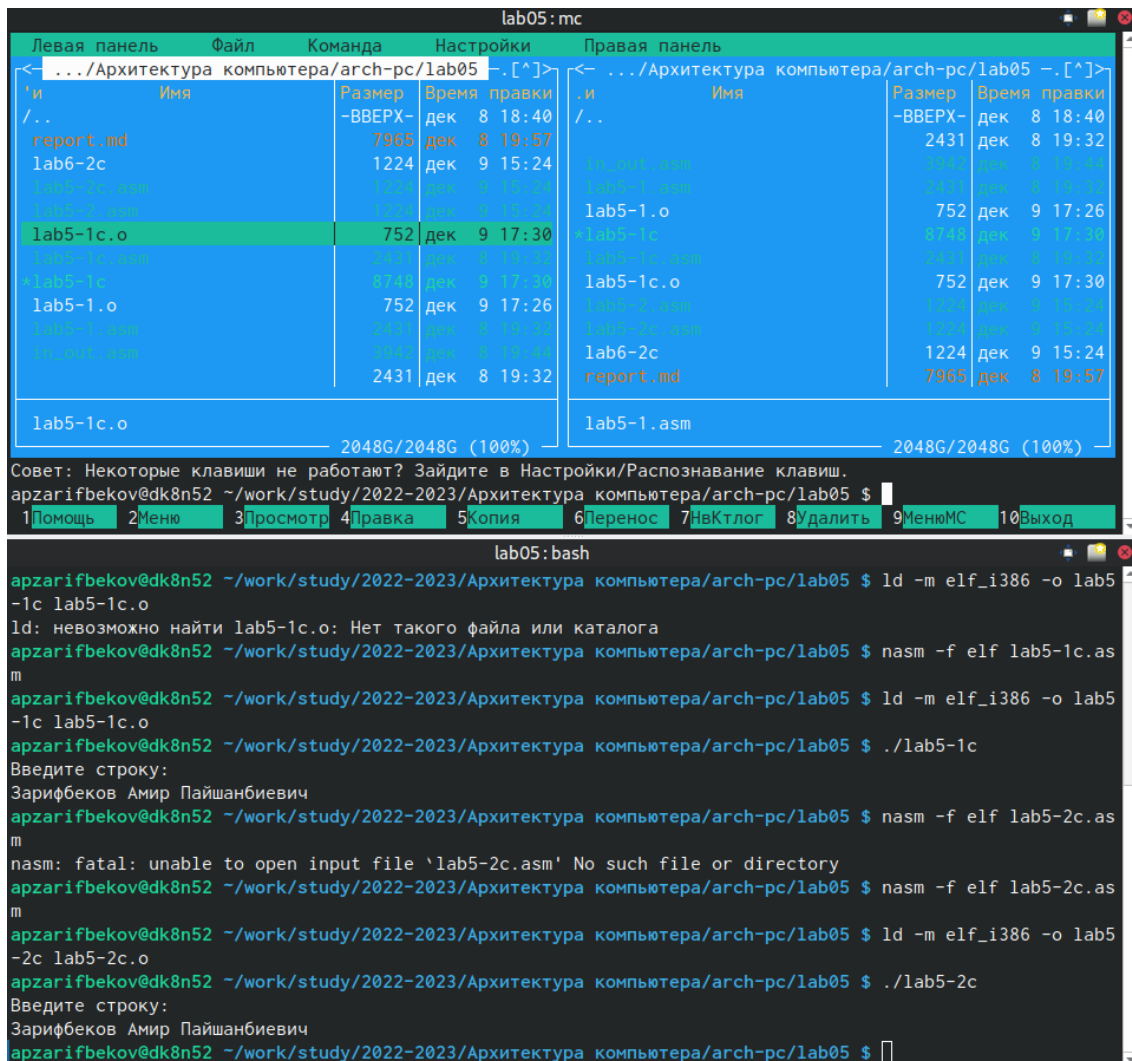 lab05 : mc
Левая панель Файл Команда Настройки Правая панель
<─ .../Архитектура компьютера/arch-pc/lab05 ─.[^]> <─ .../Архитектура компьютера/arch-pc/lab05 ─.[^]>
'и Имя Размер Время правки .и Имя Размер Время правки
/.. -ВВЕРХ- дек 8 18:40 /.. -ВВЕРХ- дек 8 18:40
report.md 7965 дек 8 19:57 2431 дек 8 19:32
lab6-2c 1224 дек 9 15:24 in_out.asm 3942 дек 8 19:44
lab5-2c.asm 1224 дек 9 15:24 lab5-1.asm 2431 дек 8 19:32
lab5-2.asm 1224 дек 9 15:24 lab5-1.o 752 дек 9 17:26
lab5-1c.o 752 дек 9 17:30 *lab5-1c 8748 дек 9 17:30
lab5-1c.asm 2431 дек 8 19:32 lab5-1c.asm 2431 дек 8 19:32
*lab5-1c 8748 дек 9 17:30 lab5-1c.o 752 дек 9 17:30
lab5-1.o 752 дек 9 17:26 lab5-2.asm 1224 дек 9 15:24
lab5-1.asm 2431 дек 8 19:32 lab5-2c.asm 1224 дек 9 15:24
in_out.asm 3942 дек 8 19:44 lab6-2c 1224 дек 9 15:24
2431 дек 8 19:32 report.md 7965 дек 8 19:57
lab5-1c.o lab5-1.asm
2048G/2048G (100%) 2048G/2048G (100%)
Совет: Некоторые клавиши не работают? Зайдите в Настройки/Распознавание клавиш.
apzarifbekov@dk8n52 ~/work/study/2022-2023/Архитектура компьютера/arch-pc/lab05 $
1Помощь 2Меню 3Просмотр 4Правка 5Копия 6Перенос 7НвКтлог 8Удалить 9МенюМС 10Выход
lab05 : bash
apzarifbekov@dk8n52 ~/work/study/2022-2023/Архитектура компьютера/arch-pc/lab05 $ ld -m elf_i386 -o lab5
-1c lab5-1c.o
ld: невозможно найти lab5-1c.o: Нет такого файла или каталога
apzarifbekov@dk8n52 ~/work/study/2022-2023/Архитектура компьютера/arch-pc/lab05 $ nasm -f elf lab5-1c.as
m
apzarifbekov@dk8n52 ~/work/study/2022-2023/Архитектура компьютера/arch-pc/lab05 $ ld -m elf_i386 -o lab5
-1c lab5-1c.o
apzarifbekov@dk8n52 ~/work/study/2022-2023/Архитектура компьютера/arch-pc/lab05 $ ./lab5-1c
Введите строку:
Зарифбеков Амир Пайшанбиевич
apzarifbekov@dk8n52 ~/work/study/2022-2023/Архитектура компьютера/arch-pc/lab05 $ nasm -f elf lab5-2c.as
m
nasm: fatal: unable to open input file `lab5-2c.asm' No such file or directory
apzarifbekov@dk8n52 ~/work/study/2022-2023/Архитектура компьютера/arch-pc/lab05 $ nasm -f elf lab5-2c.as
m
apzarifbekov@dk8n52 ~/work/study/2022-2023/Архитектура компьютера/arch-pc/lab05 $ ld -m elf_i386 -o lab5
-2c lab5-2c.o
apzarifbekov@dk8n52 ~/work/study/2022-2023/Архитектура компьютера/arch-pc/lab05 $ ./lab5-2c
Введите строку:
Зарифбеков Амир Пайшанбиевич
apzarifbekov@dk8n52 ~/work/study/2022-2023/Архитектура компьютера/arch-pc/lab05 $